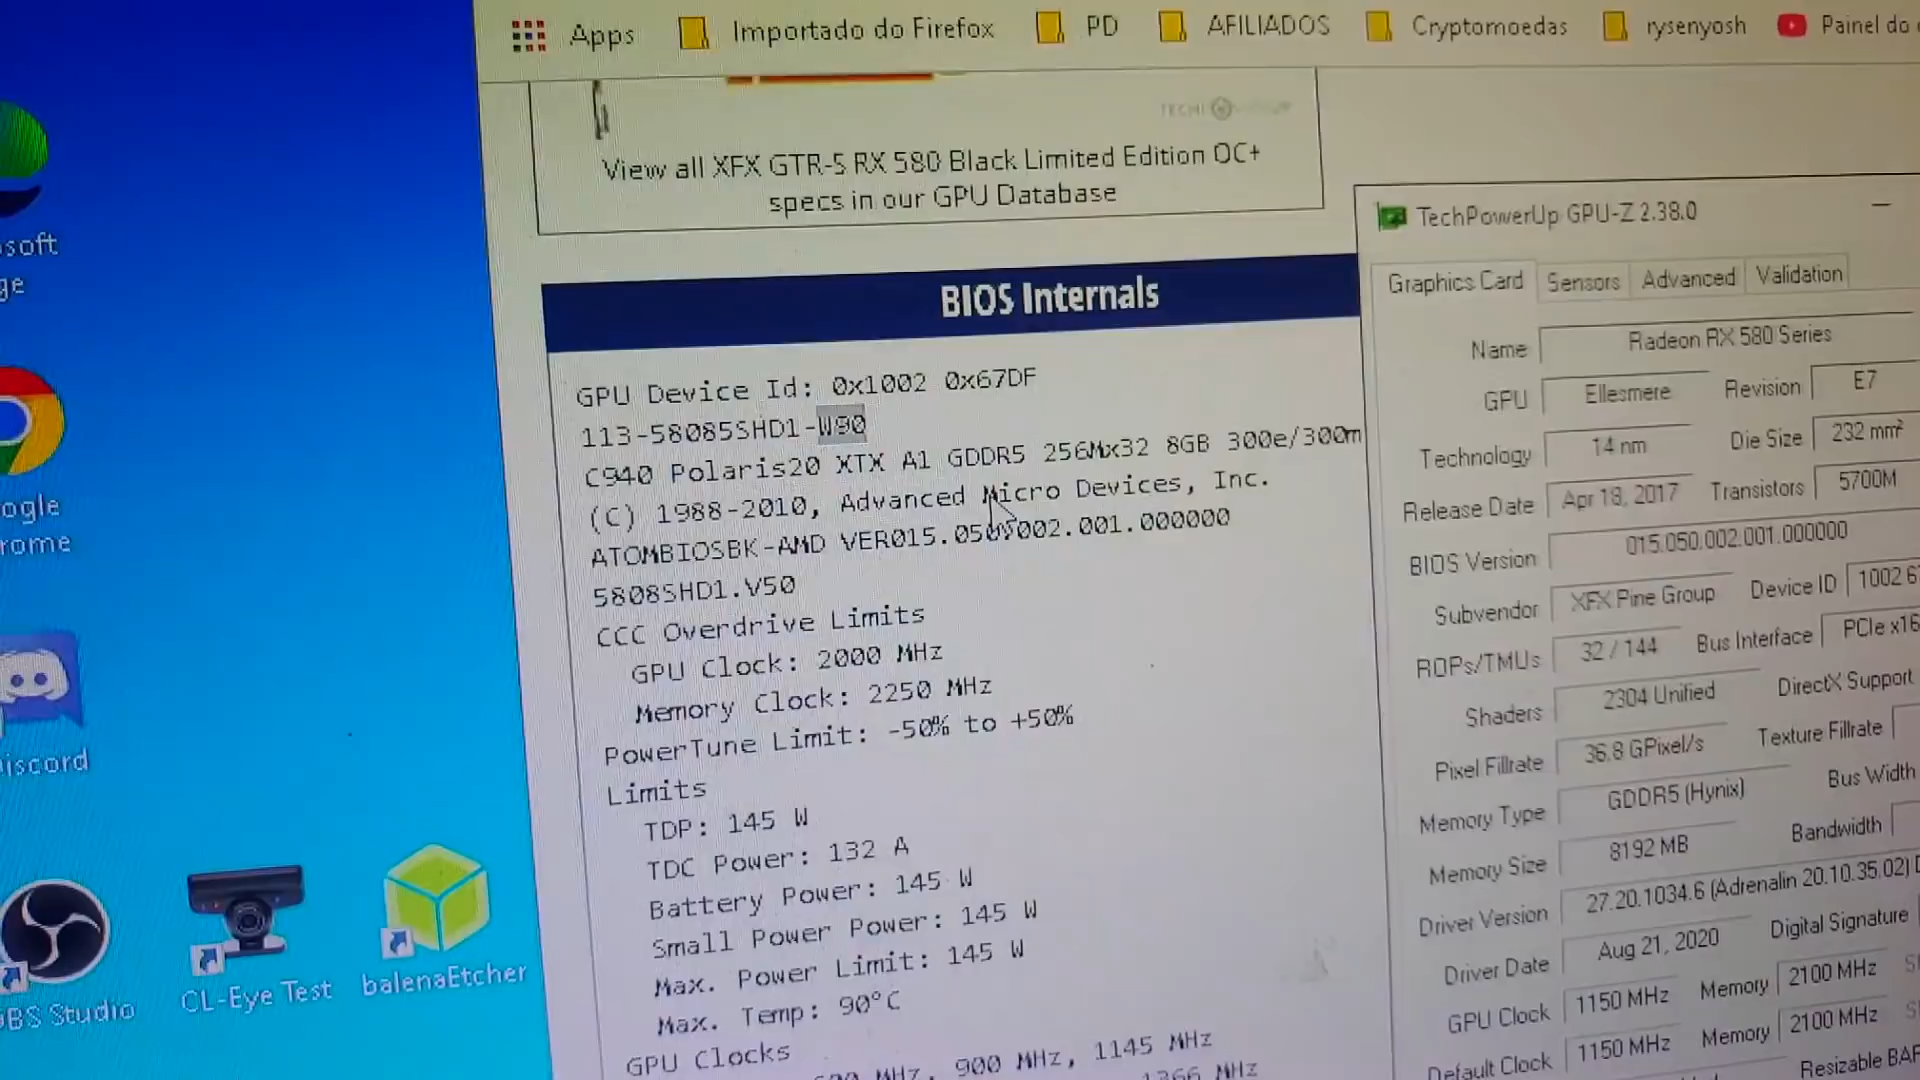 Apps
Importado do Firefox
PD
AFILIADOS
Cryptomoedas
rysenyosh
Painel do
View all XFX GTR-S RX 580 Black Limited Edition OC+
specs in our GPU Database
BIOS Internals
GPU Device Id: 0x1002 0x67DF
113-58085SHD1-W90
C940 Polaris20 XTX A1 GDDR5 256Mx32 8GB 300e/300m
(C) 1988-2010, Advanced Micro Devices, Inc.
ATOMBIOSBK-AMD VER015.050.002.001.000000
5808SHD1.V50
CCC Overdrive Limits
GPU Clock: 2000 MHz
Memory Clock: 2250 MHz
PowerTune Limit: -50% to +50%
Limits
TDP: 145 W
TDC Power: 132 A
Battery Power: 145 W
Small Power Power: 145 W
Max. Power Limit: 145 W
Max. Temp: 90°C
GPU Clocks
MHz, 900 MHz, 1145 MHz
1366 MHz
TechPowerUp GPU-Z 2.38.0
Graphics Card
Sensors
Advanced
Validation
Name Radeon RX 580 Series
GPU Ellesmere Revision E7
Technology 14 nm Die Size 232 mm²
Release Date Apr 18, 2017 Transistors 5700M
BIOS Version 015.050.002.001.000000
Subvendor XFX Pine Group Device ID 1002 6
ROPs/TMUs 32 / 144 Bus Interface PCIe x16
Shaders 2304 Unified DirectX Support
Pixel Fillrate 36.8 GPixel/s Texture Fillrate
Memory Type GDDR5 (Hynix) Bus Width
Memory Size 8192 MB Bandwidth
Driver Version 27.20.1034.6 (Adrenalin 20.10.35.02) D
Driver Date Aug 21, 2020 Digital Signature
GPU Clock 1150 MHz Memory 2100 MHz
Default Clock 1150 MHz Memory 2100 MHz
Resizable BAR
soft
ge
ogle
rome
iscord
BS Studio
CL-Eye Test
balenaEtcher